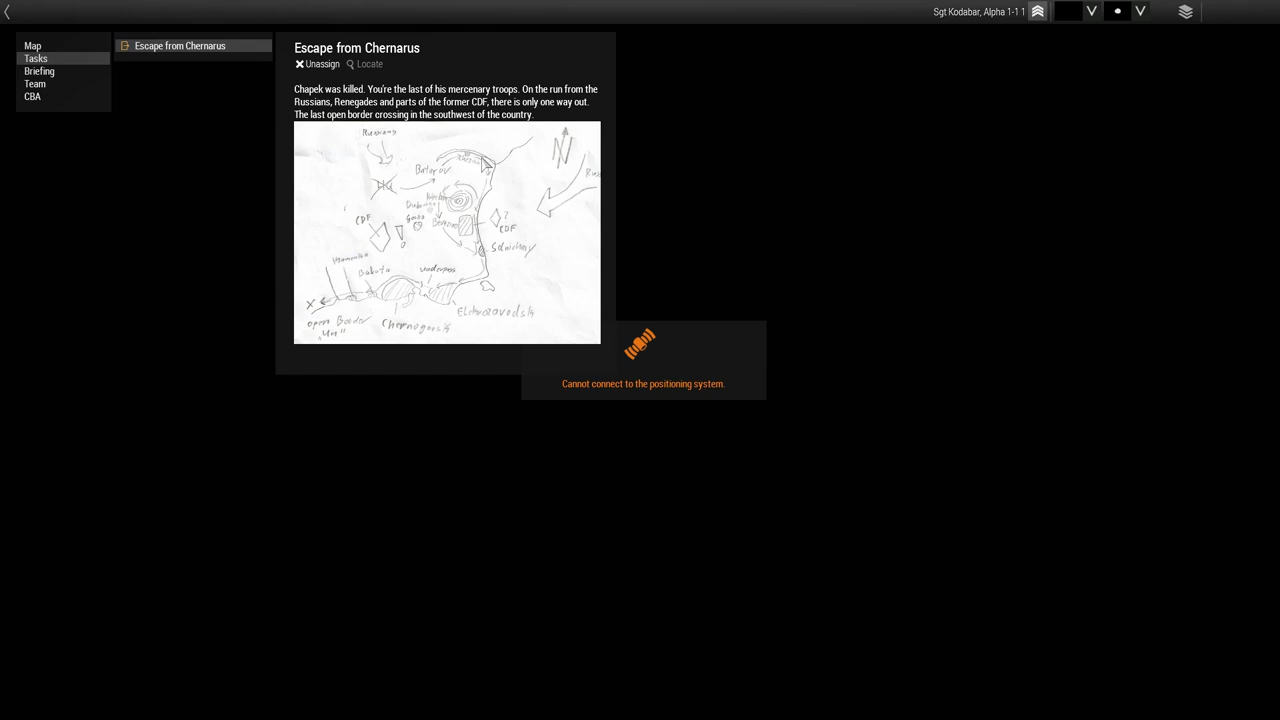 Sgt Kodabar, Alpha 1-1 1
Map
Tasks
Briefing
Team
CBA
Escape from Chernarus
Escape from Chernarus
Unassign
Locate
Chapek was killed. You're the last of his mercenary troops. On the run from the
Russians, Renegades and parts of the former CDF, there is only one way out.
The last open border crossing in the southwest of the country.
Russians
N
CDF
?
CDF
Solnichniy
Balota
Elektrozavodsk
Chernogorsk
Cannot connect to the positioning system.